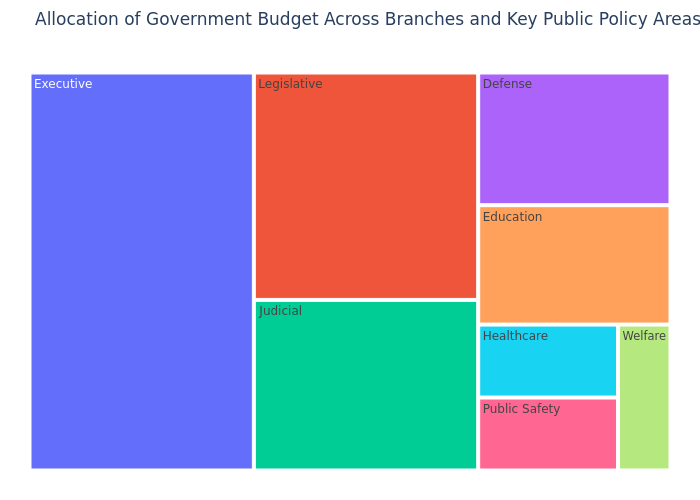 Allocation of Government Budget Across Branches and Key Public Policy Areas
Executive
Legislative
Defense
Education
Judicial
Healthcare
Welfare
Public Safety